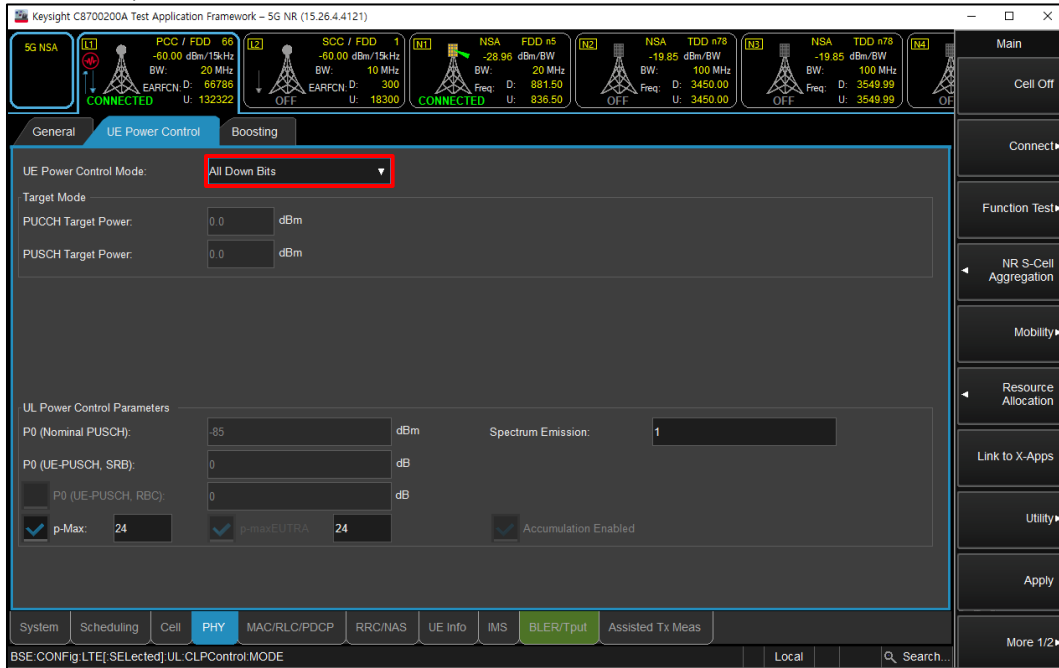 Keysight C8700200A Test Application Framework – 5G NR (15.26.4.4121)
5G NSA
L1
PCC / FDD 66
-60.00 dBm/15kHz
BW: 20 MHz
EARFCN: D: 66786
U: 132322
CONNECTED
L2
SCC / FDD 1
-60.00 dBm/15kHz
BW: 10 MHz
EARFCN: D: 300
U: 18300
OFF
N1
NSA FDD n5
-28.96 dBm/BW
BW: 20 MHz
Freq: D: 881.50
U: 836.50
CONNECTED
N2
NSA TDD n78
-19.85 dBm/BW
BW: 100 MHz
Freq: D: 3450.00
U: 3450.00
OFF
N3
NSA TDD n78
-19.85 dBm/BW
BW: 100 MHz
Freq: D: 3549.99
U: 3549.99
OFF
N4
OF
General UE Power Control Boosting
UE Power Control Mode: All Down Bits
Target Mode
PUCCH Target Power: 0.0 dBm
PUSCH Target Power: 0.0 dBm
UL Power Control Parameters
P0 (Nominal PUSCH): -85 dBm Spectrum Emission: 1
P0 (UE-PUSCH, SRB): 0 dB
P0 (UE-PUSCH, RBC): 0 dB
p-Max: 24 p-maxEUTRA 24 Accumulation Enabled
System Scheduling Cell PHY MAC/RLC/PDCP RRC/NAS UE Info IMS BLER/Tput Assisted Tx Meas
BSE:CONFig:LTE[:SELected]:UL:CLPControl:MODE Local Search...
Main
Cell Off
Connect
Function Test
NR S-Cell
Aggregation
Mobility
Resource
Allocation
Link to X-Apps
Utility
Apply
More 1/2